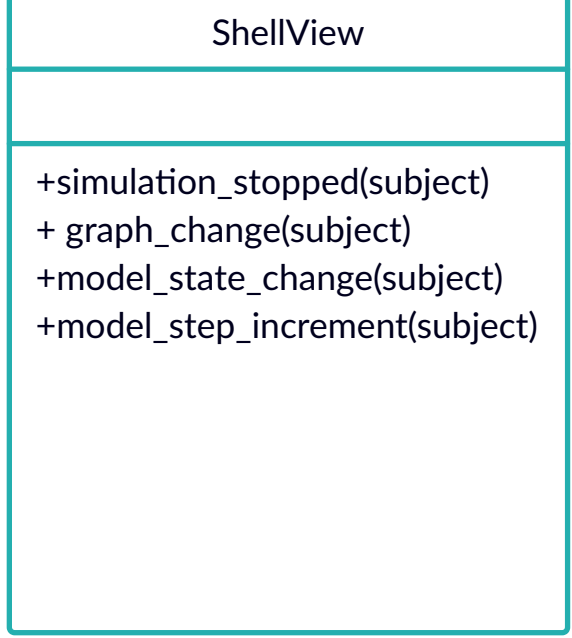 ShellView
+simulation_stopped(subject)
+ graph_change(subject)
+model_state_change(subject)
+model_step_increment(subject)